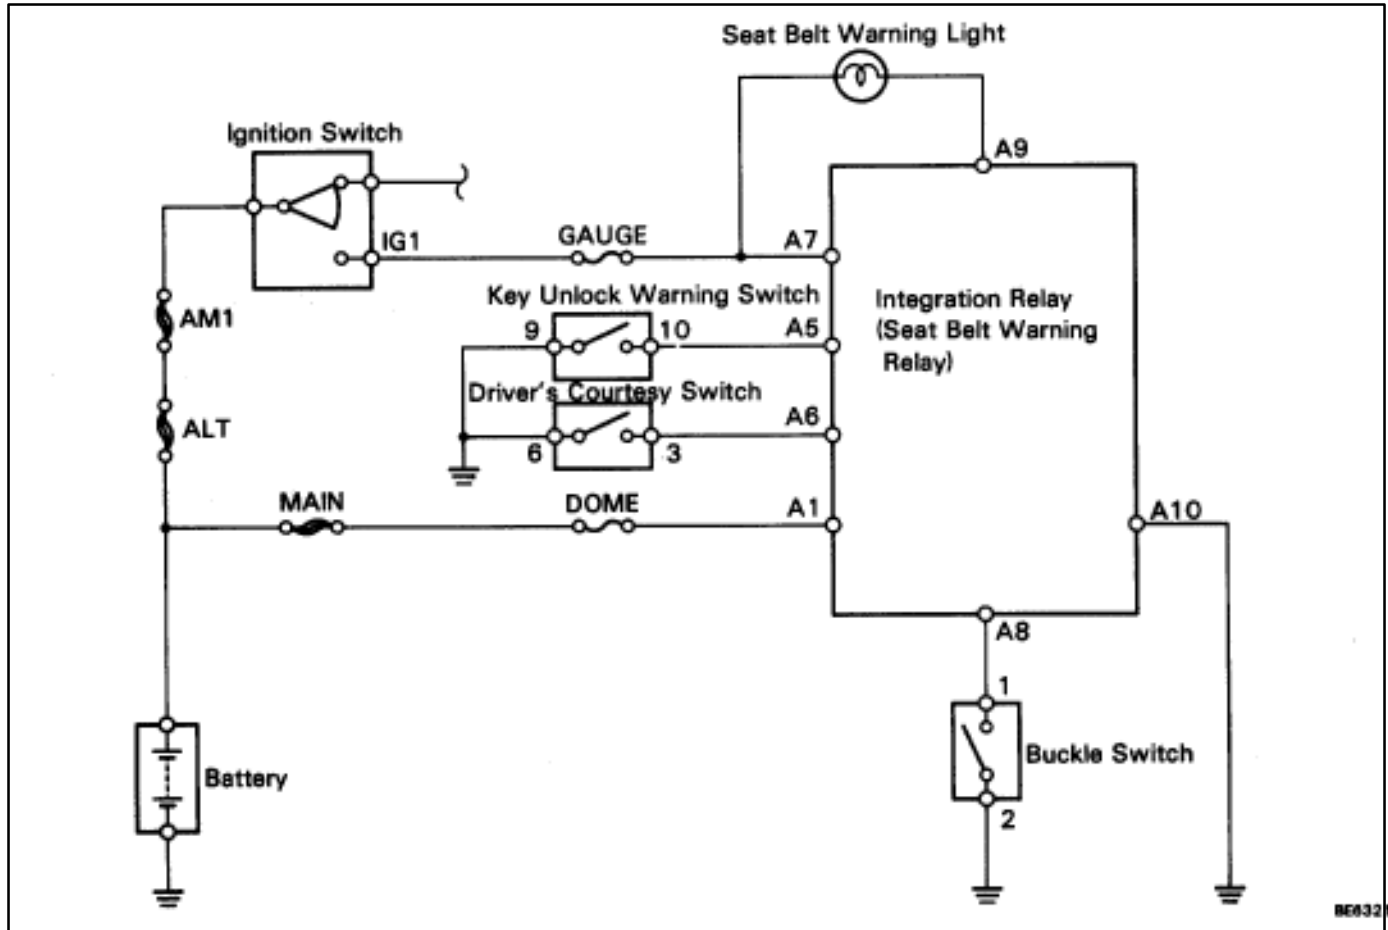 Seat Belt Warning Light
Ignition Switch
A9
IG1
GAUGE
A7
Key Unlock Warning Switch
Integration Relay
(Seat Belt Warning
Relay)
AM1
9
10
A5
Driver's Courtesy Switch
ALT
A6
6
3
MAIN
DOME
A1
A10
A8
1
Buckle Switch
Battery
2
BE6321